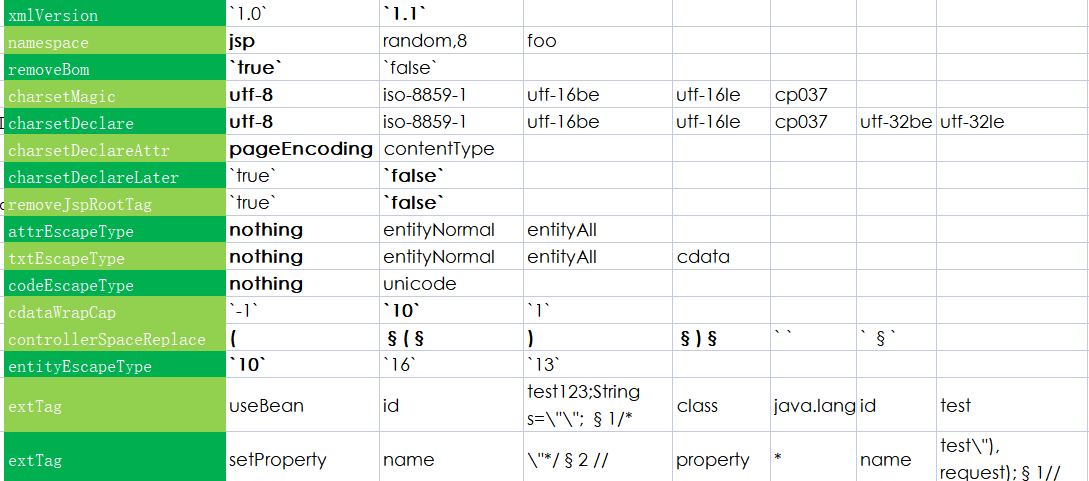 xmlVersion `1.0` `1.1`
namespace jsp random,8 foo
removeBom `true` `false`
charsetMagic utf-8 iso-8859-1 utf-16be utf-16le cp037
charsetDeclare utf-8 iso-8859-1 utf-16be utf-16le cp037 utf-32be utf-32le
charsetDeclareAttr pageEncoding contentType
charsetDeclareLater `true` `false`
removeJspRootTag `true` `false`
attrEscapeType nothing entityNormal entityAll
txtEscapeType nothing entityNormal entityAll cdata
codeEscapeType nothing unicode
cdataWrapCap `-1` `10` `1`
controllerSpaceReplace ( §(§ ) §)§ ` ` ` §`
entityEscapeType `10` `16` `13`
extTag useBean id test123;String
s=\"\"; §1/* class java.lang id test
extTag setProperty name \"*/§2 // property * name test\"),
request);§1//